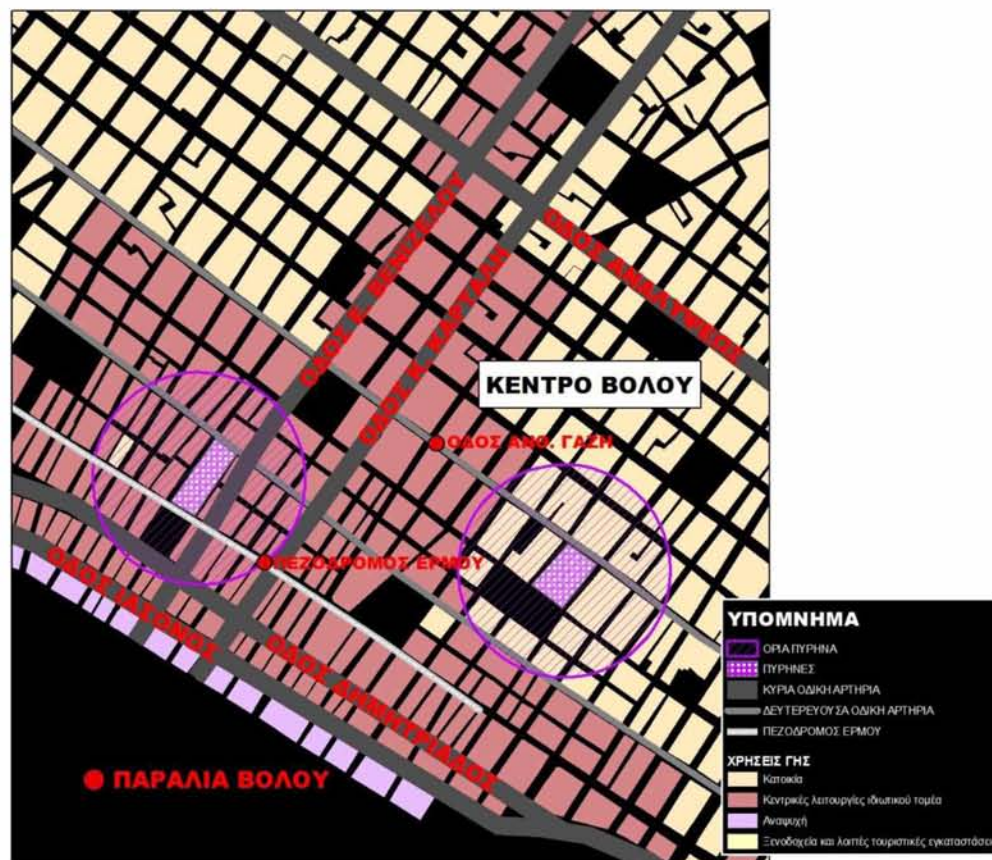 ΟΔΟΣ Ε. ΒΕΝΙΖΕΛΟΥ
ΟΔΟΣ Κ. ΚΑΡΤΑΛΗ
ΟΔΟΣ ΑΝΑΛΥΨΕΩΣ
ΚΕΝΤΡΟ ΒΟΛΟΥ
ΟΔΟΣ ΑΝΘ. ΓΑΖΗ
ΠΕΖΟΔΡΟΜΟΣ ΕΡΜΟΥ
ΟΔΟΣ ΙΑΣΟΝΟΣ
ΟΔΟΣ ΔΗΜΗΤΡΙΑΔΟΣ
ΠΑΡΑΛΙΑ ΒΟΛΟΥ
ΥΠΟΜΝΗΜΑ
ΟΡΙΑ ΠΥΡΗΝΑ
ΠΥΡΗΝΕΣ
ΚΥΡΙΑ ΟΔΙΚΗ ΑΡΤΗΡΙΑ
ΔΕΥΤΕΡΕΥΟΥΣΑ ΟΔΙΚΗ ΑΡΤΗΡΙΑ
ΠΕΖΟΔΡΟΜΟΣ ΕΡΜΟΥ
ΧΡΗΣΕΙΣ ΓΗΣ
Κατοικία
Κεντρικές λειτουργίες ιδιωτικού τομέα
Αναψυχή
Ξενοδοχεία και λοιπές τουριστικές εγκαταστάσεις